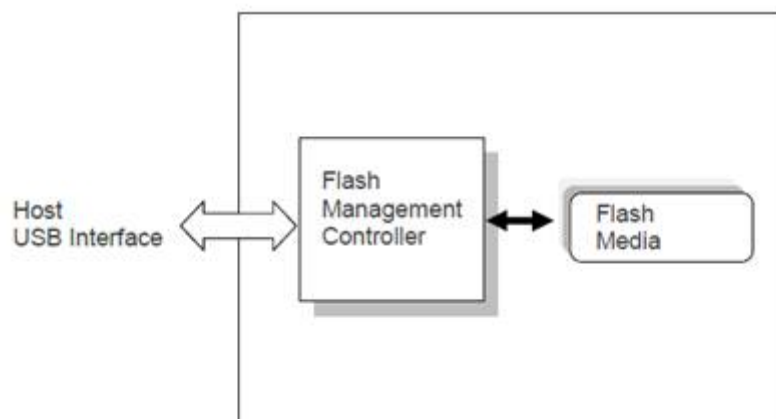 Host
USB Interface
Flash
Management
Controller
Flash
Media